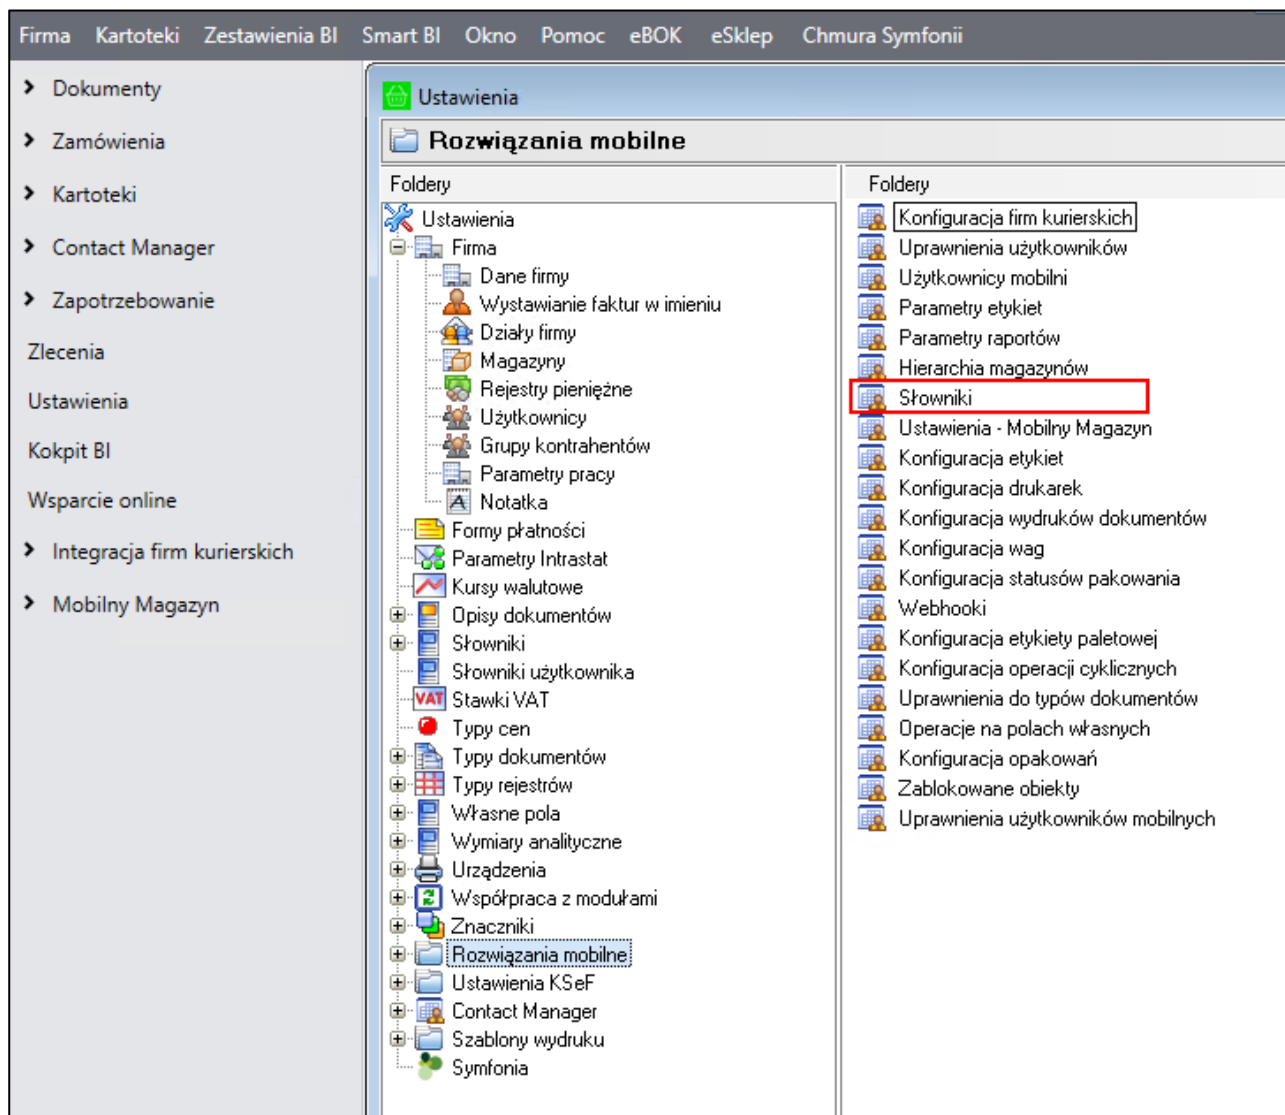 Firma Kartoteki Zestawienia BI Smart BI Okno Pomoc eBOK eSklep Chmura Symfonii
Dokumenty
Zamówienia
Kartoteki
Contact Manager
Zapotrzebowanie
Zlecenia
Ustawienia
Kokpit BI
Wsparcie online
Integracja firm kurierskich
Mobilny Magazyn
Ustawienia
Rozwiązania mobilne
Foldery
Ustawienia
Firma
Dane firmy
Wystawianie faktur w imieniu
Działy firmy
Magazyny
Rejestry pieniężne
Użytkownicy
Grupy kontrahentów
Parametry pracy
Notatka
Formy płatności
Parametry Intrastat
Kursy walutowe
Opisy dokumentów
Słowniki
Słowniki użytkownika
VAT Stawki VAT
Typy cen
Typy dokumentów
Typy rejestrów
Własne pola
Wymiary analityczne
Urządzenia
Współpraca z modułami
Znaczniki
Rozwiązania mobilne
Ustawienia KSeF
Contact Manager
Szablony wydruku
Symfonia
Foldery
Konfiguracja firm kurierskich
Uprawnienia użytkowników
Użytkownicy mobilni
Parametry etykiet
Parametry raportów
Hierarchia magazynów
Słowniki
Ustawienia - Mobilny Magazyn
Konfiguracja etykiet
Konfiguracja drukarek
Konfiguracja wydruków dokumentów
Konfiguracja wag
Konfiguracja statusów pakowania
Webhooki
Konfiguracja etykiety paletowej
Konfiguracja operacji cyklicznych
Uprawnienia do typów dokumentów
Operacje na polach własnych
Konfiguracja opakowań
Zablokowane obiekty
Uprawnienia użytkowników mobilnych